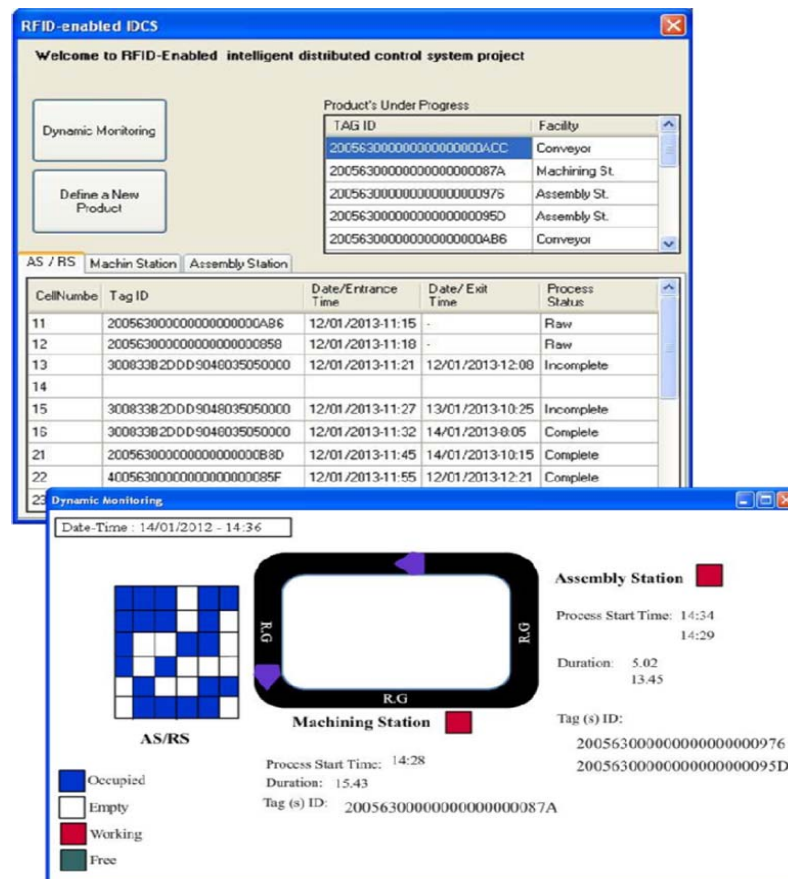 RFID-enabled IDCS
Welcome to RFID-Enabled intelligent distributed control system project
Dynamic Monitoring
Define a New
Product
Product's Under Progress
TAG ID Facility
200563000000000000000ACC Conveyor
20056300000000000000087A Machining St.
200563000000000000000976 Assembly St.
20056300000000000000095D Assembly St.
200563000000000000000AB6 Conveyor
AS / RS Machin Station Assembly Station
CellNumbe Tag ID Date/Entrance Time Date/ Exit Time Process Status
11 200563000000000000000AB6 12/01/2013-11:15 - Raw
12 200563000000000000000858 12/01/2013-11:18 - Raw
13 300833B2DDD9048035050000 12/01/2013-11:21 12/01/2013-12:08 Incomplete
14
15 300833B2DDD9048035050000 12/01/2013-11:27 13/01/2013-10:25 Incomplete
16 300833B2DDD9048035050000 12/01/2013-11:32 14/01/2013-8:05 Complete
21 200563000000000000000B8D 12/01/2013-11:45 14/01/2013-10:15 Complete
22 40056300000000000000085F 12/01/2013-11:55 12/01/2013-12:21 Complete
23
Dynamic Monitoring
Date-Time : 14/01/2012 - 14:36
R.G
R.G
R.G
AS/RS
Occupied
Empty
Working
Free
Machining Station
Process Start Time: 14:28
Duration: 15.43
Tag (s) ID: 20056300000000000000087A
Assembly Station
Process Start Time: 14:34
14:29
Duration: 5.02
13.45
Tag (s) ID:
200563000000000000000976
20056300000000000000095D